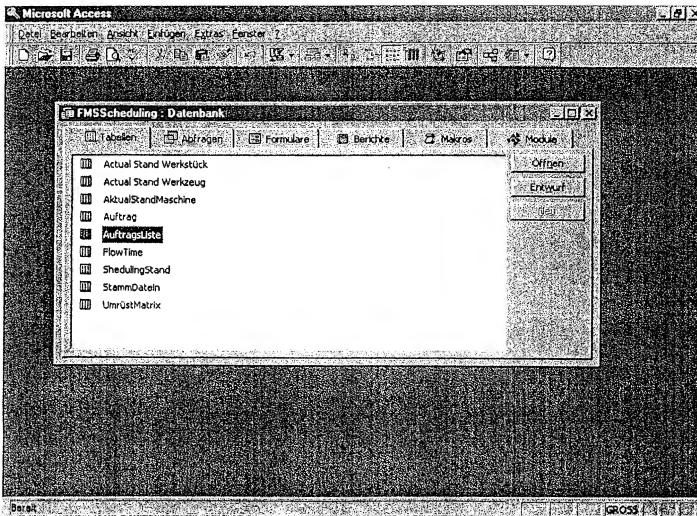 Microsoft Access
Datei Bearbeiten Ansicht Einfügen Extras Fenster ?
FMSScheduling : Datenbank
Tabellen Abfragen Formulare Berichte Makros Module
Öffnen
Entwurf
Neu
Actual Stand Werkstück
Actual Stand Werkzeug
AktualStandMaschine
Auftrag
AuftragsListe
FlowTime
ShedulingStand
StammDatein
UmrüstMatrix
Bereit
GROSS